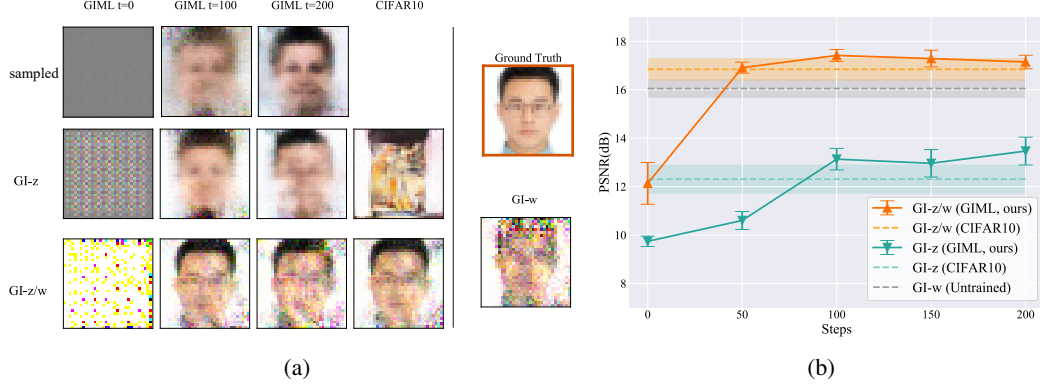 GIML t=0 GIML t=100 GIML t=200 CIFAR10
sampled
GI-z
GI-z/w
Ground Truth
GI-w
(a)
PSNR(dB)
18
16
14
12
10
8
0 50 100 150 200
Steps
GI-z/w (GIML, ours)
GI-z/w (CIFAR10)
GI-z (GIML, ours)
GI-z (CIFAR10)
GI-w (Untrained)
(b)